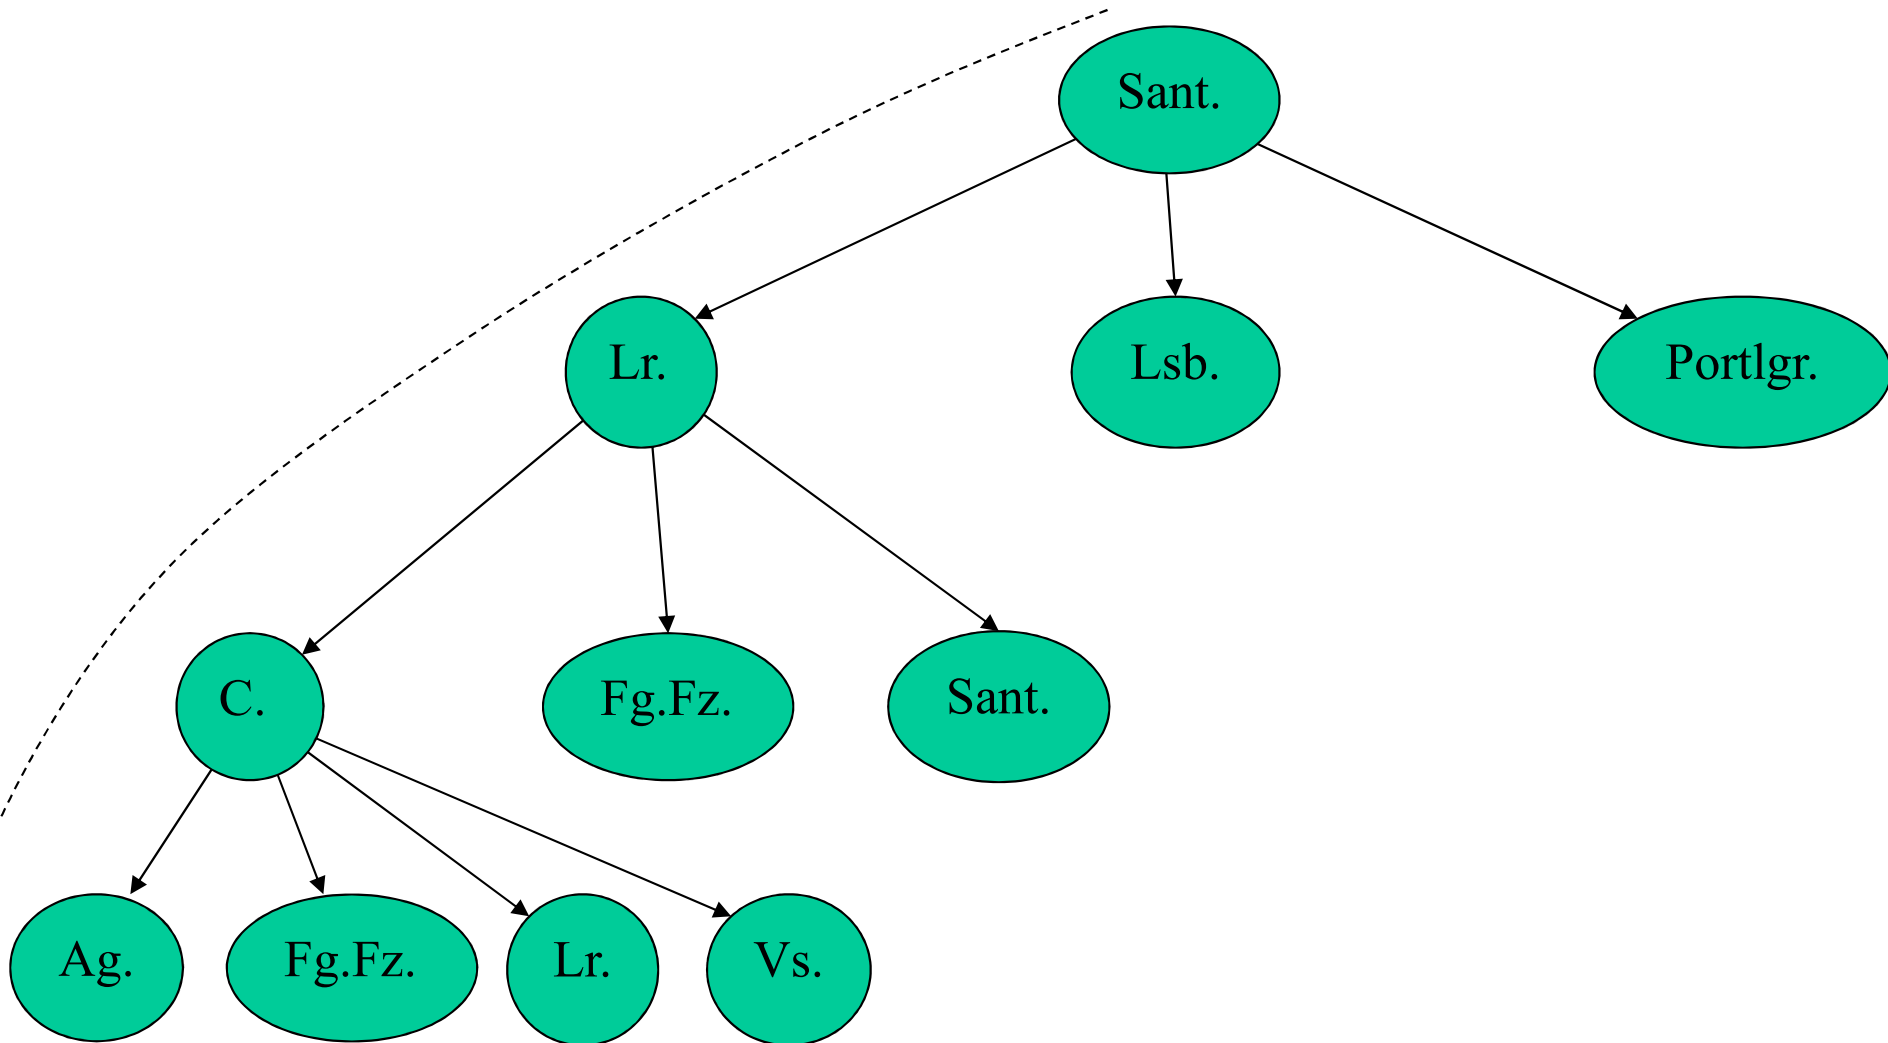 Sant.
Lr.
Lsb.
Portlgr.
C.
Fg.Fz.
Sant.
Ag.
Fg.Fz.
Lr.
Vs.